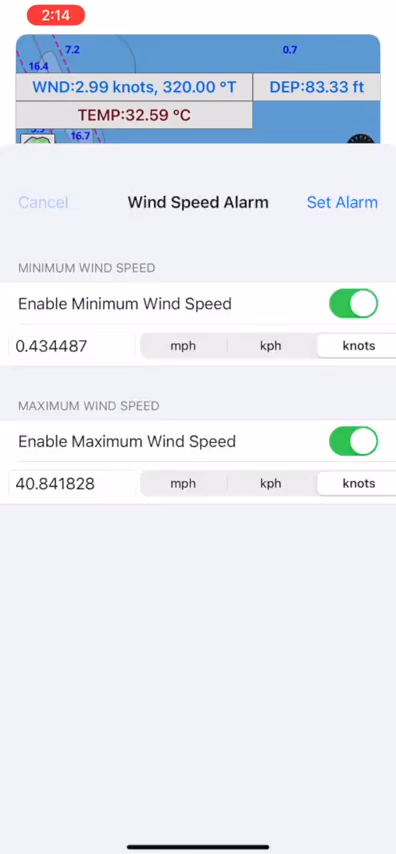 2:14
7.2
0.7
16.4
WND:2.99 knots, 320.00 °T
DEP:83.33 ft
TEMP:32.59 °C
16.7
Cancel
Wind Speed Alarm
Set Alarm
MINIMUM WIND SPEED
Enable Minimum Wind Speed
0.434487
mph
kph
knots
MAXIMUM WIND SPEED
Enable Maximum Wind Speed
40.841828
mph
kph
knots